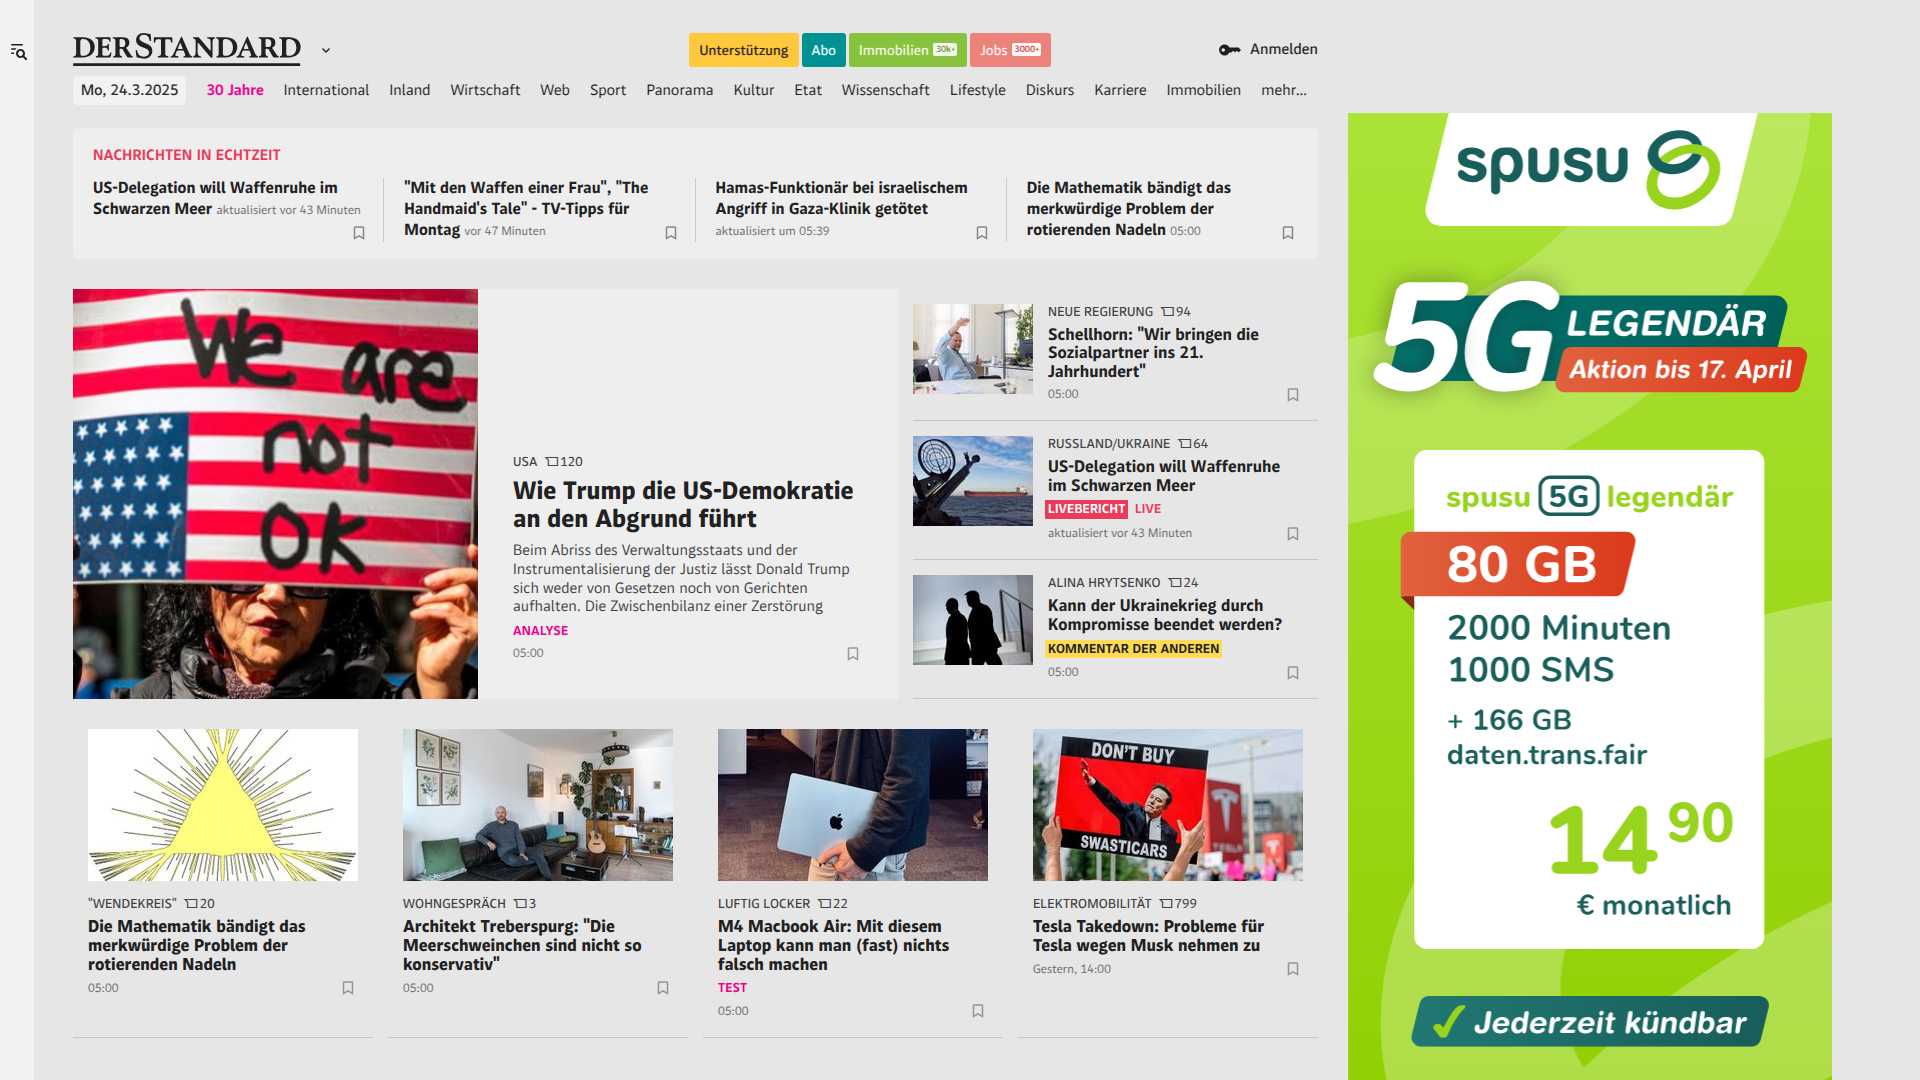 DERSTANDARD
Unterstützung
Abo
Immobilien 30k+
Jobs 3000+
Anmelden
Mo, 24.3.2025
30 Jahre
International
Inland
Wirtschaft
Web
Sport
Panorama
Kultur
Etat
Wissenschaft
Lifestyle
Diskurs
Karriere
Immobilien
mehr...
NACHRICHTEN IN ECHTZEIT
US-Delegation will Waffenruhe im
Schwarzen Meer aktualisiert vor 43 Minuten
"Mit den Waffen einer Frau", "The
Handmaid's Tale" - TV-Tipps für
Montag vor 47 Minuten
Hamas-Funktionär bei israelischem
Angriff in Gaza-Klinik getötet
aktualisiert um 05:39
Die Mathematik bändigt das
merkwürdige Problem der
rotierenden Nadeln 05:00
We are
not
OK
USA 120
Wie Trump die US-Demokratie
an den Abgrund führt
Beim Abriss des Verwaltungsstaats und der
Instrumentalisierung der Justiz lässt Donald Trump
sich weder von Gesetzen noch von Gerichten
aufhalten. Die Zwischenbilanz einer Zerstörung
ANALYSE
05:00
NEUE REGIERUNG 94
Schellhorn: "Wir bringen die
Sozialpartner ins 21.
Jahrhundert"
05:00
RUSSLAND/UKRAINE 64
US-Delegation will Waffenruhe
im Schwarzen Meer
LIVEBERICHT LIVE
aktualisiert vor 43 Minuten
ALINA HRYTSENKO 24
Kann der Ukrainekrieg durch
Kompromisse beendet werden?
KOMMENTAR DER ANDEREN
05:00
"WENDEKREIS" 20
Die Mathematik bändigt das
merkwürdige Problem der
rotierenden Nadeln
05:00
WOHNGESPRÄCH 3
Architekt Treberspurg: "Die
Meerschweinchen sind nicht so
konservativ"
05:00
LUFTIG LOCKER 22
M4 Macbook Air: Mit diesem
Laptop kann man (fast) nichts
falsch machen
TEST
05:00
DON'T BUY
SWASTICARS
TESLA
ELEKTROMOBILITÄT 799
Tesla Takedown: Probleme für
Tesla wegen Musk nehmen zu
Gestern, 14:00
spusu
5G LEGENDÄR
Aktion bis 17. April
spusu 5G legendär
80 GB
2000 Minuten
1000 SMS
+ 166 GB
daten.trans.fair
14 90
€ monatlich
Jederzeit kündbar